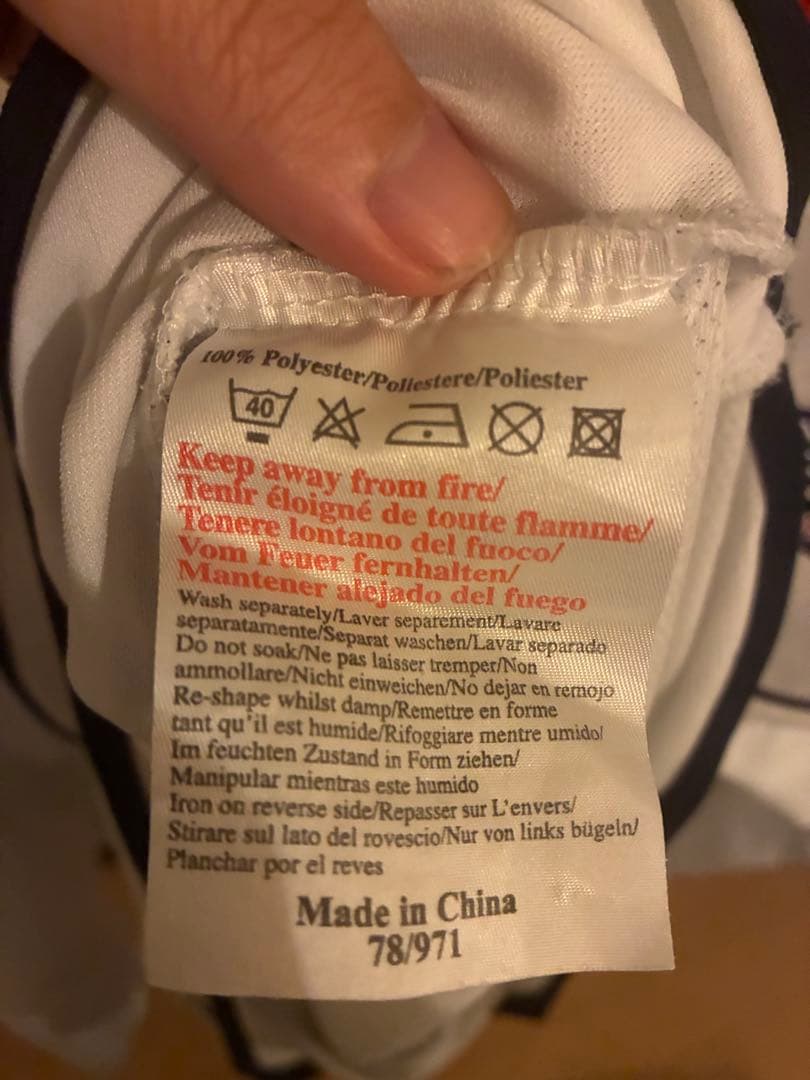 100% Polyester/Poliestere/Poliester
40
Keep away from fire/
Tenir éloigné de toute flamme/
Tenere lontano del fuoco/
Vom Feuer fernhalten/
Mantener alejado del fuego
Wash separately/Laver separement/Lavare
separatamente/Separat waschen/Lavar separado
Do not soak/Ne pas laisser tremper/Non
ammollare/Nicht einweichen/No dejar en remojo
Re-shape whilst damp/Remettre en forme
tant qu'il est humide/Rifoggiare mentre umido/
Im feuchten Zustand in Form ziehen/
Manipular mientras este humido
Iron on reverse side/Repasser sur L'envers/
Stirare sul lato del rovescio/Nur von links bügeln/
Planchar por el reves
Made in China
78/971